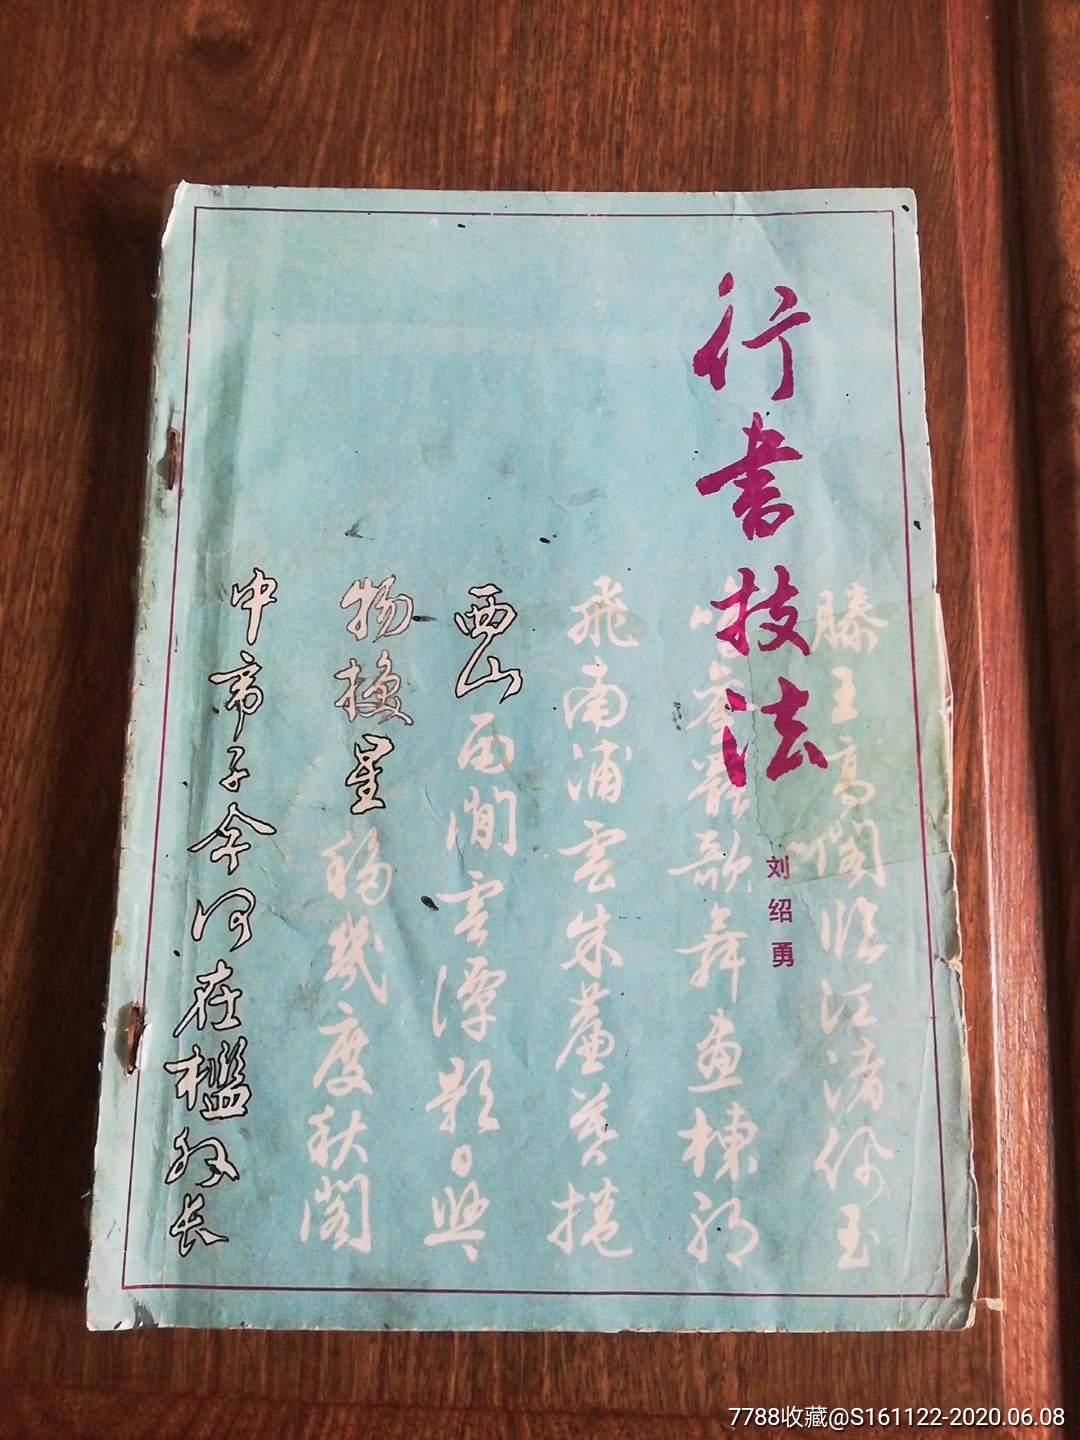 行书技法
刘绍勇
滕王高閣臨江渚佩玉
鳴鸞罷歌舞畫棟朝
飛南浦雲朱簾暮捲
西山雨閒雲潭影日悠
物換星移幾度秋閣
中帝子今何在檻外長
7788收藏@S161122-2020.06.08